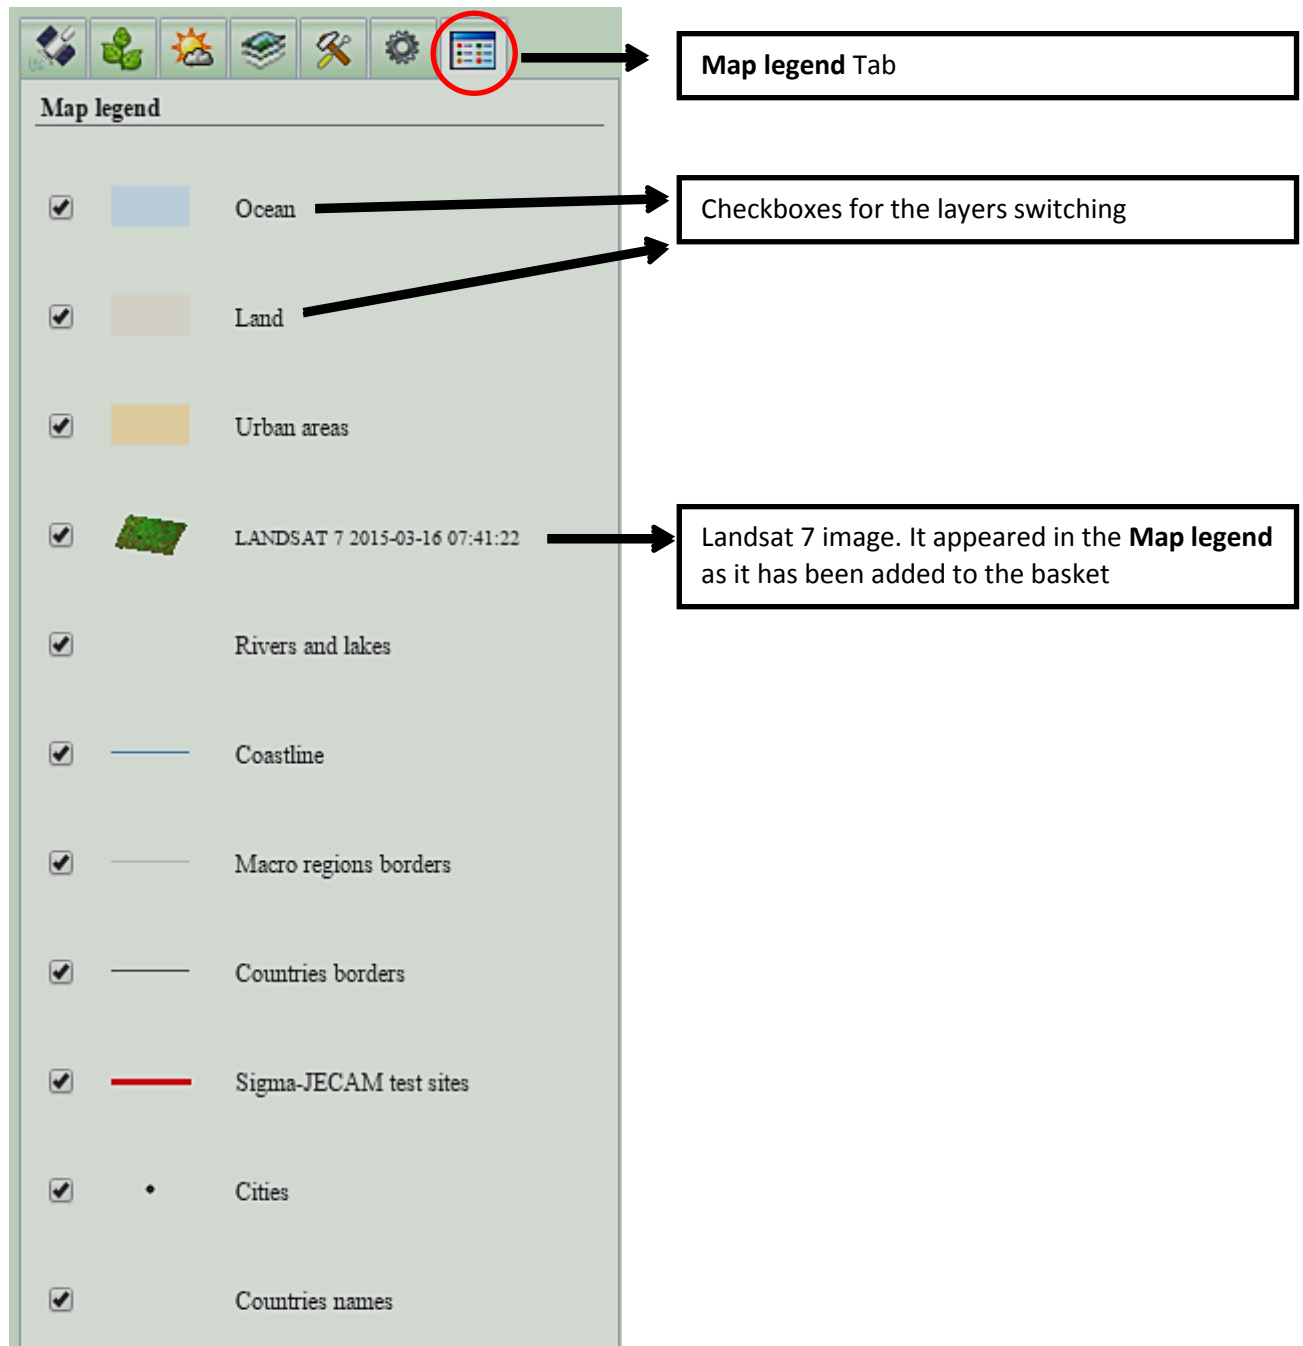 Map legend Tab
Map legend
Ocean
Checkboxes for the layers switching
Land
Urban areas
LANDSAT 7 2015-03-16 07:41:22
Landsat 7 image. It appeared in the Map legend
as it has been added to the basket
Rivers and lakes
Coastline
Macro regions borders
Countries borders
Sigma-JECAM test sites
Cities
Countries names